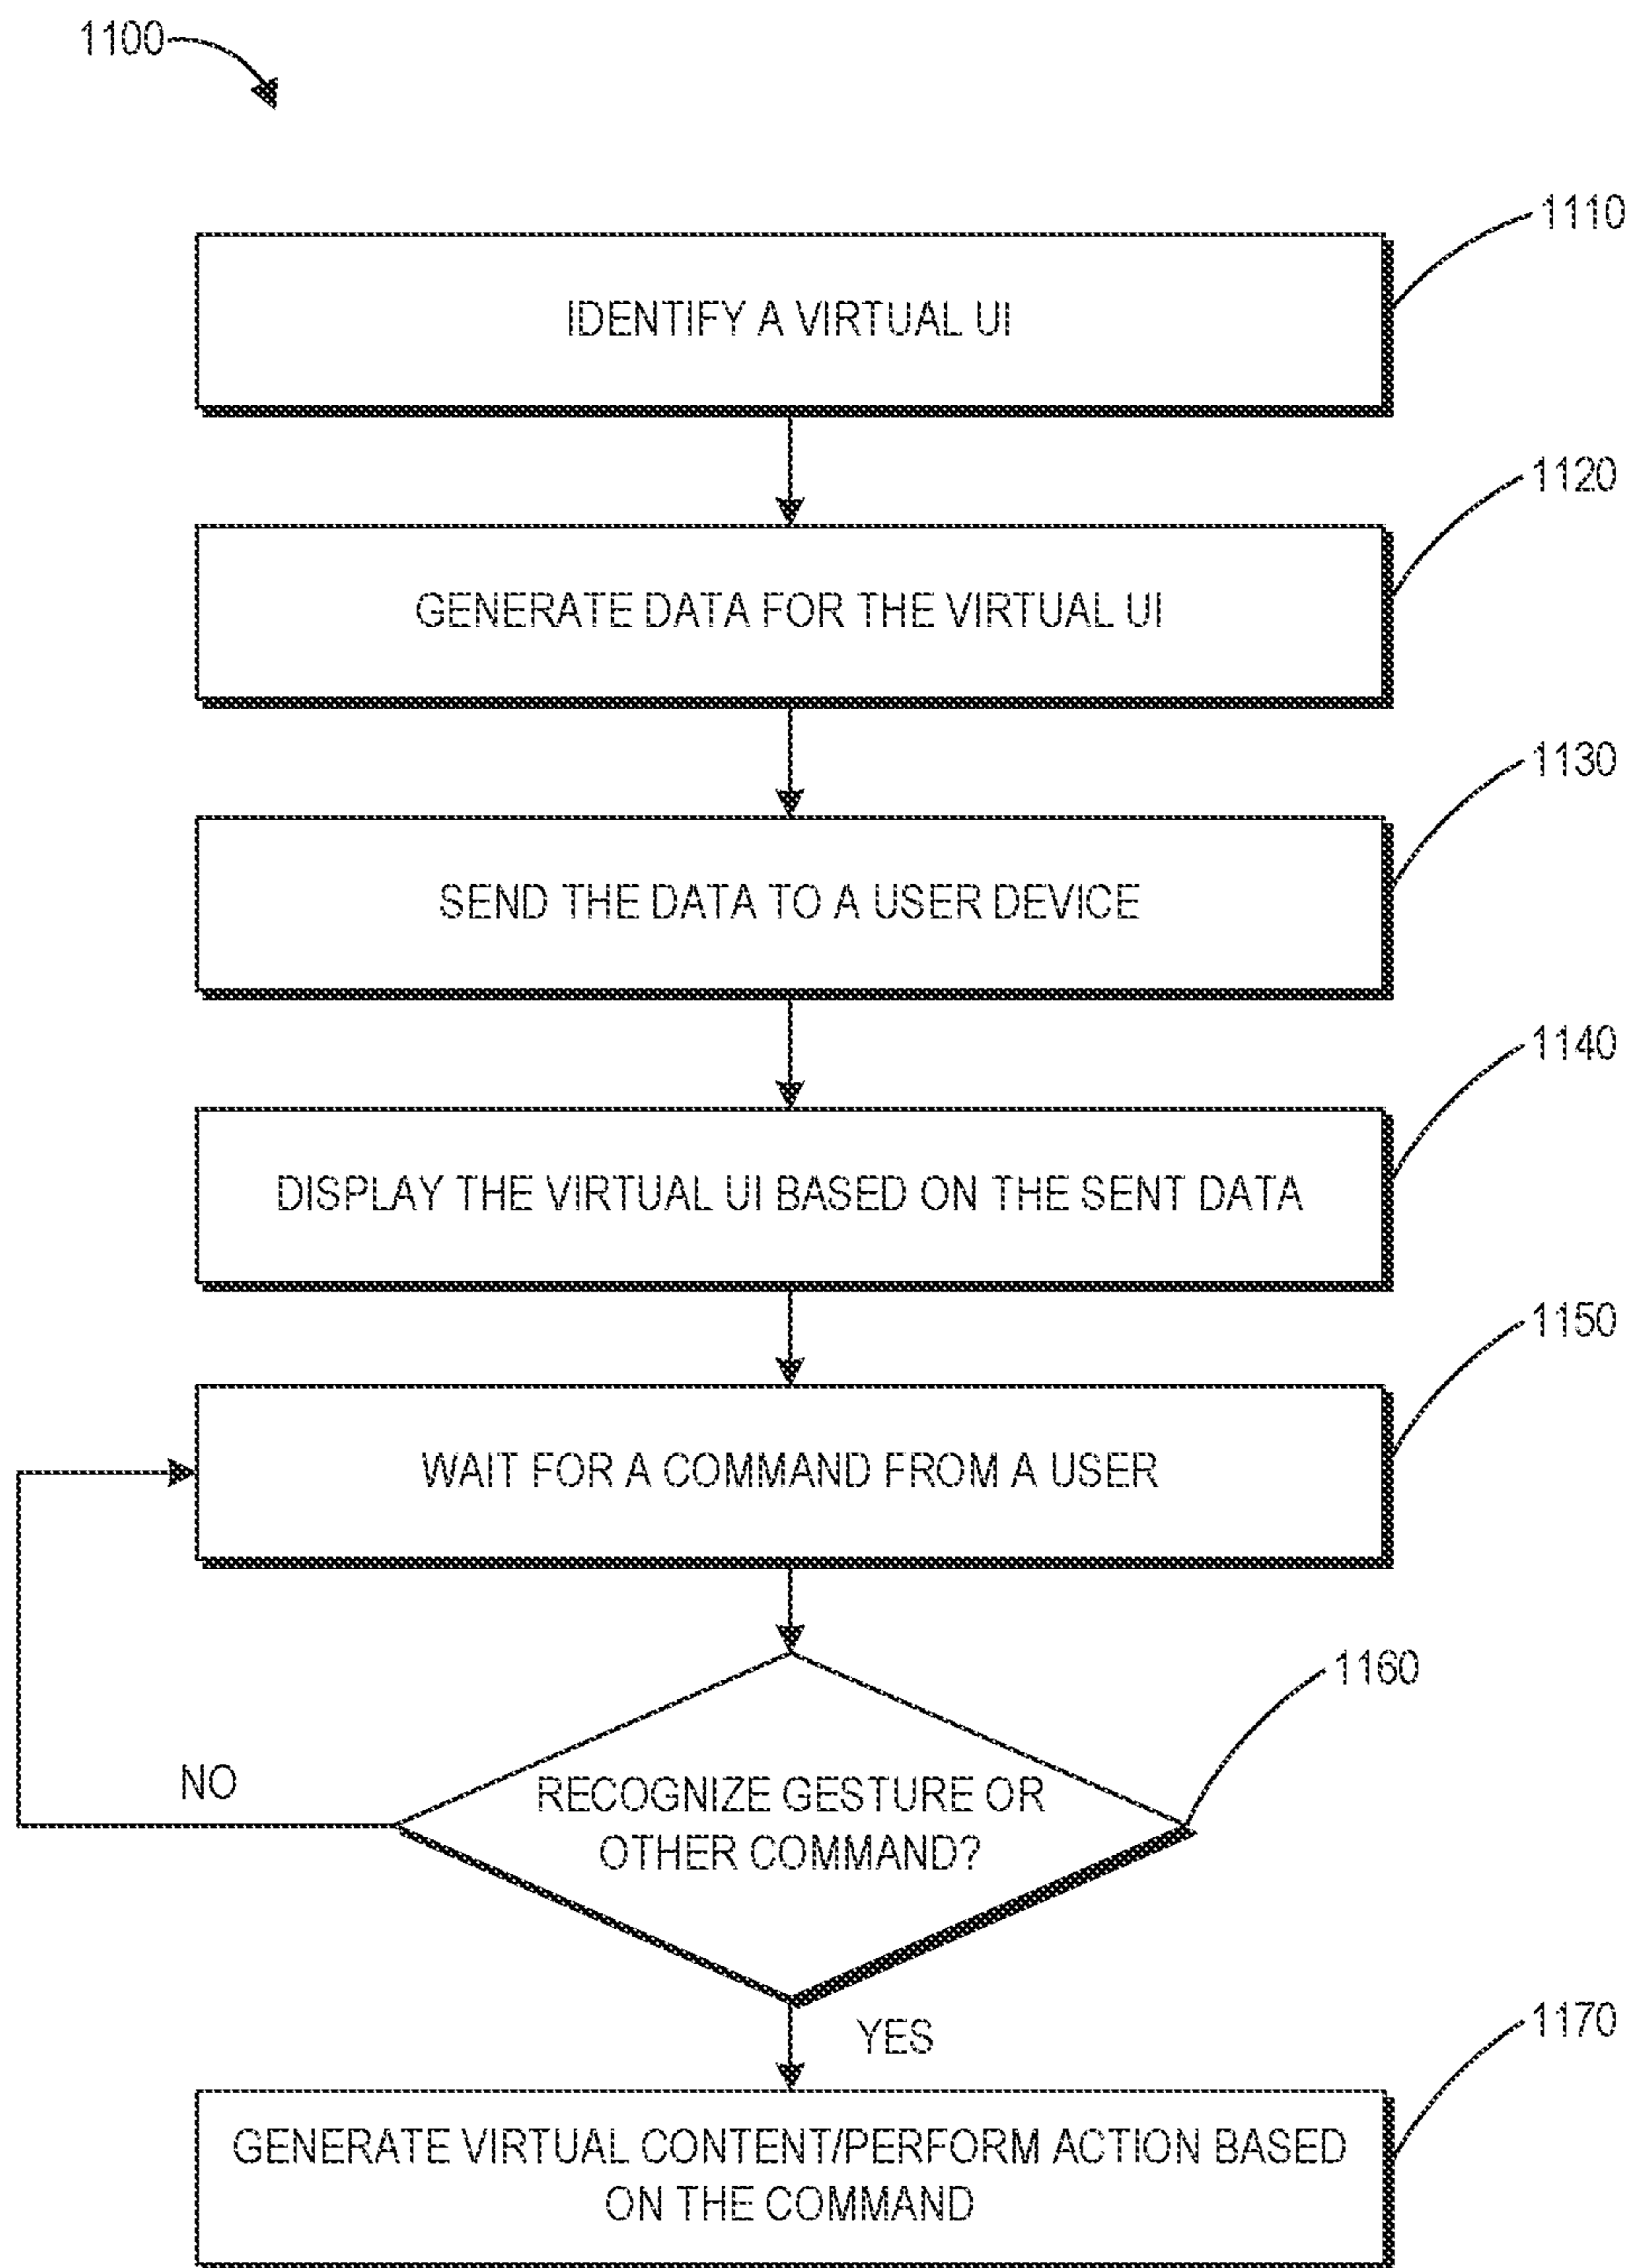 1100
1110
IDENTIFY A VIRTUAL UI
1120
GENERATE DATA FOR THE VIRTUAL UI
1130
SEND THE DATA TO A USER DEVICE
1140
DISPLAY THE VIRTUAL UI BASED ON THE SENT DATA
1150
WAIT FOR A COMMAND FROM A USER
1160
NO
RECOGNIZE GESTURE OR
OTHER COMMAND?
YES
1170
GENERATE VIRTUAL CONTENT/PERFORM ACTION BASED
ON THE COMMAND